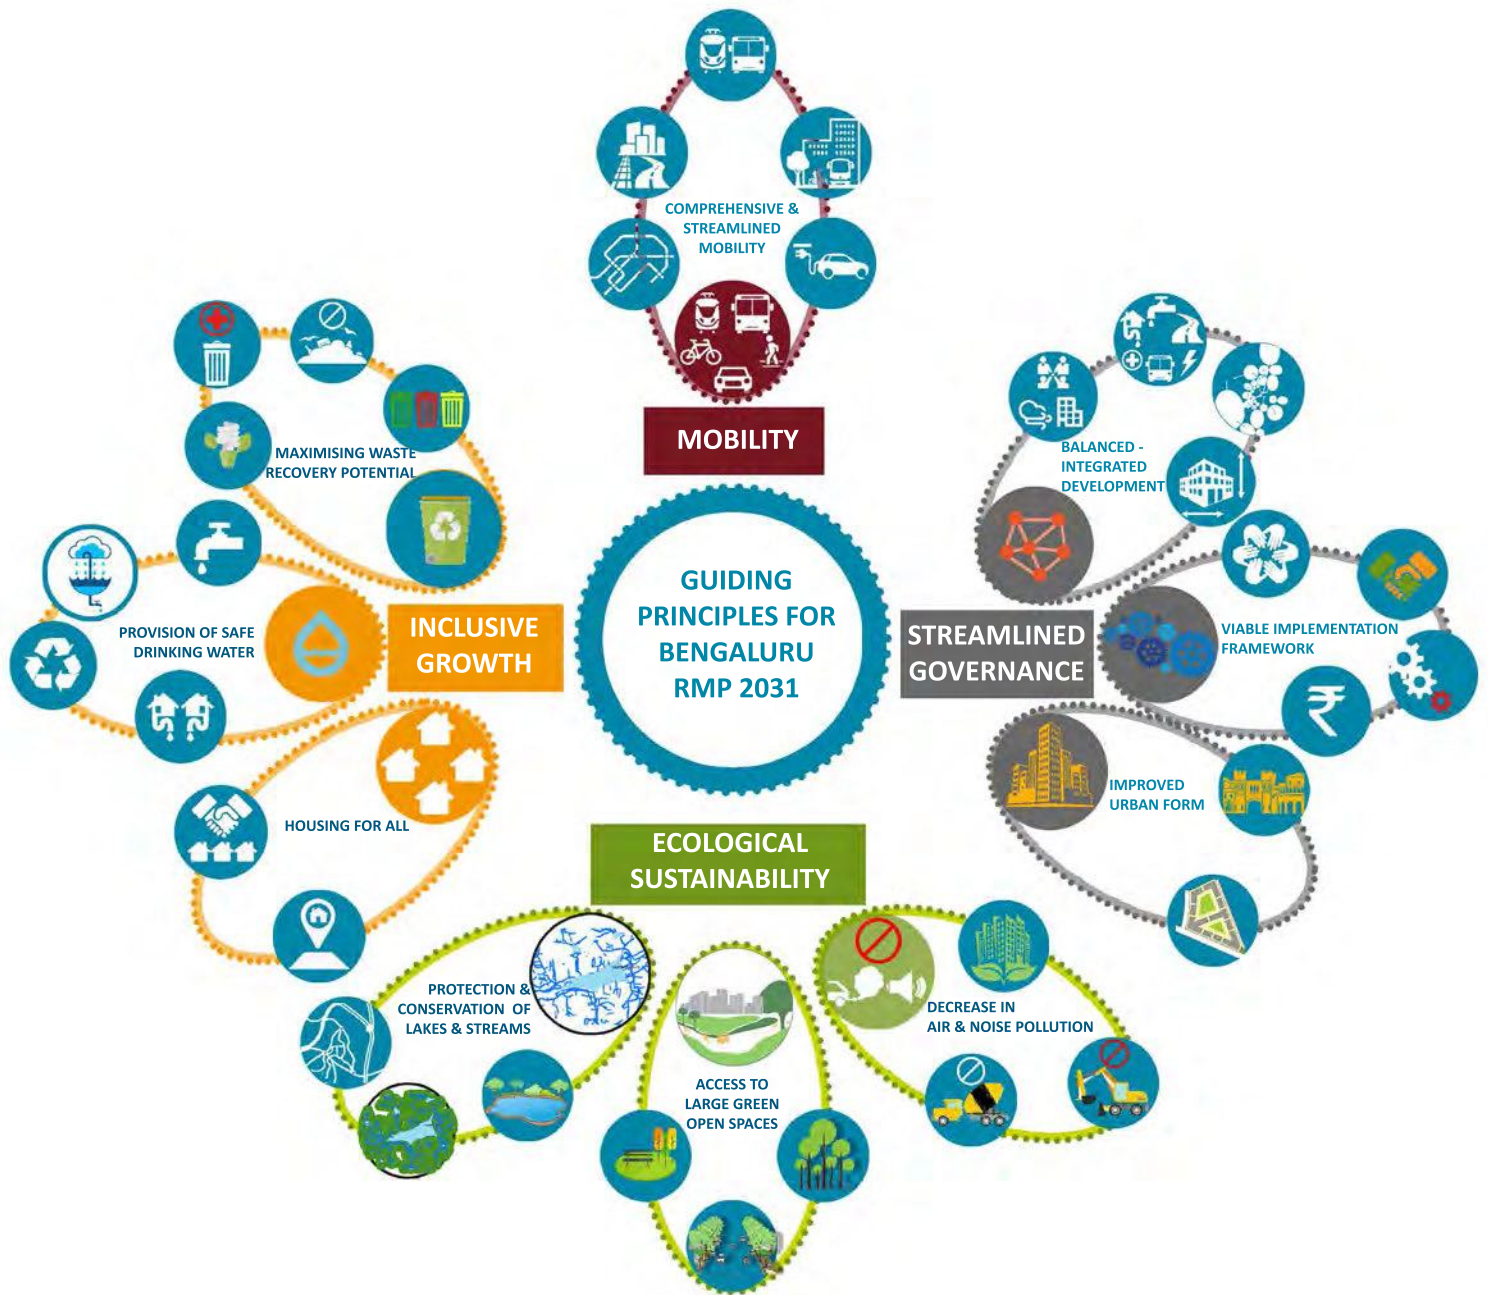 COMPREHENSIVE &
STREAMLINED
MOBILITY
MOBILITY
MAXIMISING WASTE
RECOVERY POTENTIAL
BALANCED -
INTEGRATED
DEVELOPMENT
GUIDING
PRINCIPLES FOR
BENGALURU
RMP 2031
PROVISION OF SAFE
DRINKING WATER
INCLUSIVE
GROWTH
STREAMLINED
GOVERNANCE
VIABLE IMPLEMENTATION
FRAMEWORK
HOUSING FOR ALL
IMPROVED
URBAN FORM
ECOLOGICAL
SUSTAINABILITY
PROTECTION &
CONSERVATION OF
LAKES & STREAMS
ACCESS TO
LARGE GREEN
OPEN SPACES
DECREASE IN
AIR & NOISE POLLUTION